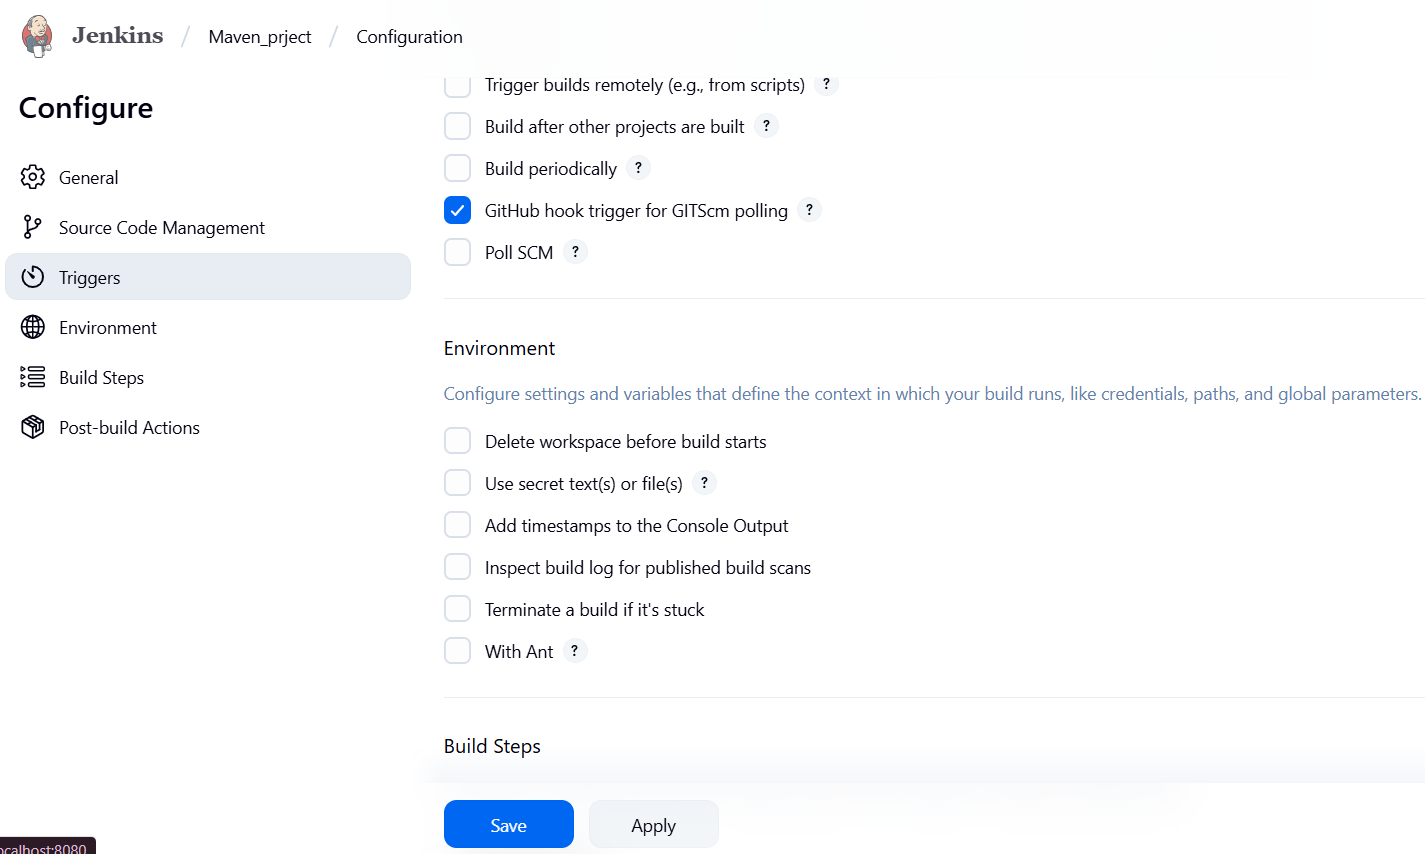 Jenkins / Maven_prject / Configuration
Configure
General
Source Code Management
Triggers
Environment
Build Steps
Post-build Actions
Trigger builds remotely (e.g., from scripts) ?
Build after other projects are built ?
Build periodically ?
GitHub hook trigger for GITScm polling ?
Poll SCM ?
Environment
Configure settings and variables that define the context in which your build runs, like credentials, paths, and global parameters.
Delete workspace before build starts
Use secret text(s) or file(s) ?
Add timestamps to the Console Output
Inspect build log for published build scans
Terminate a build if it's stuck
With Ant ?
Build Steps
Save
Apply
ocalhost:8080